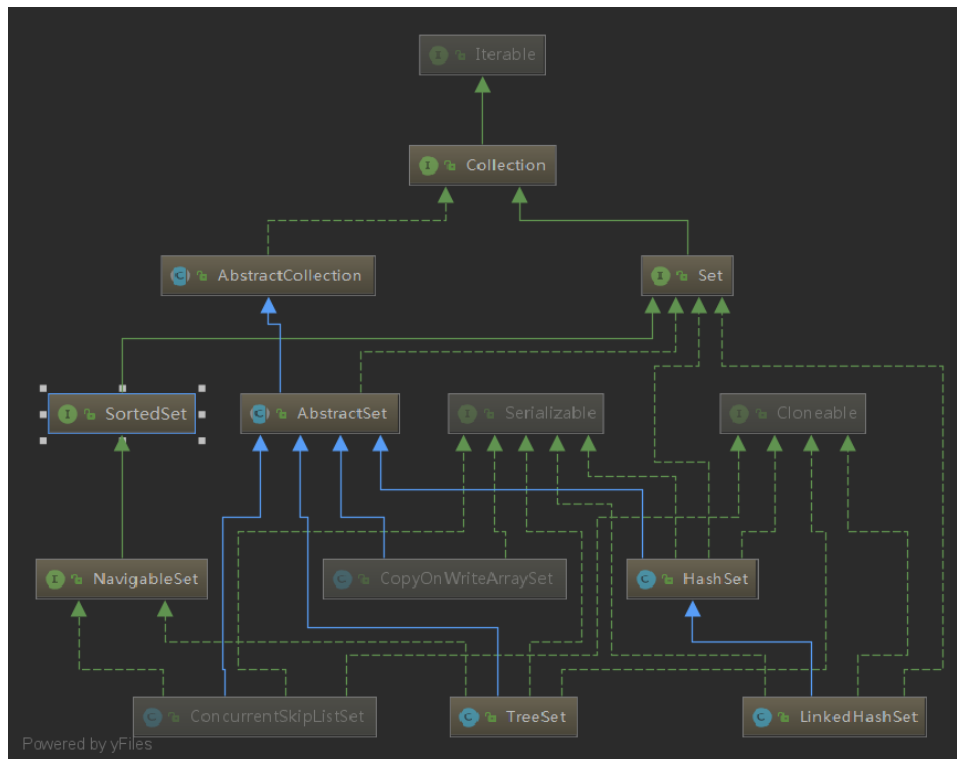 Iterable
Collection
AbstractCollection
Set
SortedSet
AbstractSet
Serializable
Cloneable
NavigableSet
CopyOnWriteArraySet
HashSet
ConcurrentSkipListSet
TreeSet
LinkedHashSet
Powered by yFiles